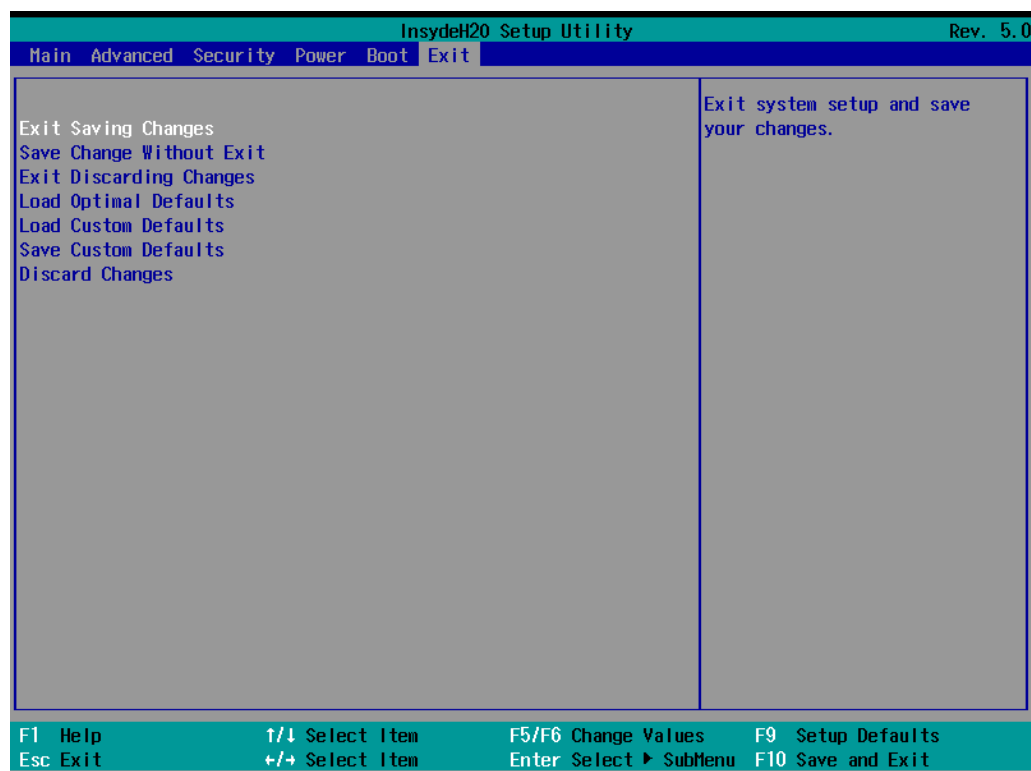 InsydeH20 Setup Utility Rev. 5.0
Main Advanced Security Power Boot Exit
Exit Saving Changes
Save Change Without Exit
Exit Discarding Changes
Load Optimal Defaults
Load Custom Defaults
Save Custom Defaults
Discard Changes
Exit system setup and save
your changes.
F1 Help ↑/↓ Select Item F5/F6 Change Values F9 Setup Defaults
Esc Exit ←/→ Select Item Enter Select ▶ SubMenu F10 Save and Exit